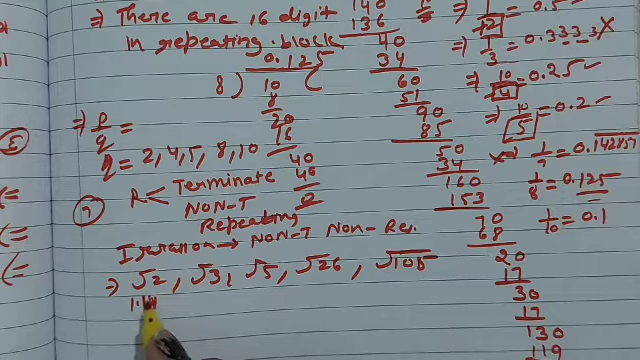 ⇒ There are 16 digit
in repeating block
0.125
8) 10 (
8
20
16
40
40
0
⇒ p/q =
q = 2, 4, 5, 8, 10
7 R < Terminate
NON-T
Repeating
→ NON-T Non-Re.
⇒ √2, √3, √5, √26, √105
140
136
40
34
60
51
90
85
50
34
160
153
70
68
20
17
30
17
130
119
⇒ 1/3 = 0.333 X
⇒ 1/4 = 0.25 ✓
⇒ 1/5 = 0.2 ✓
X⇒ 1/7 = 0.142857
1/8 = 0.125
1/10 = 0.1